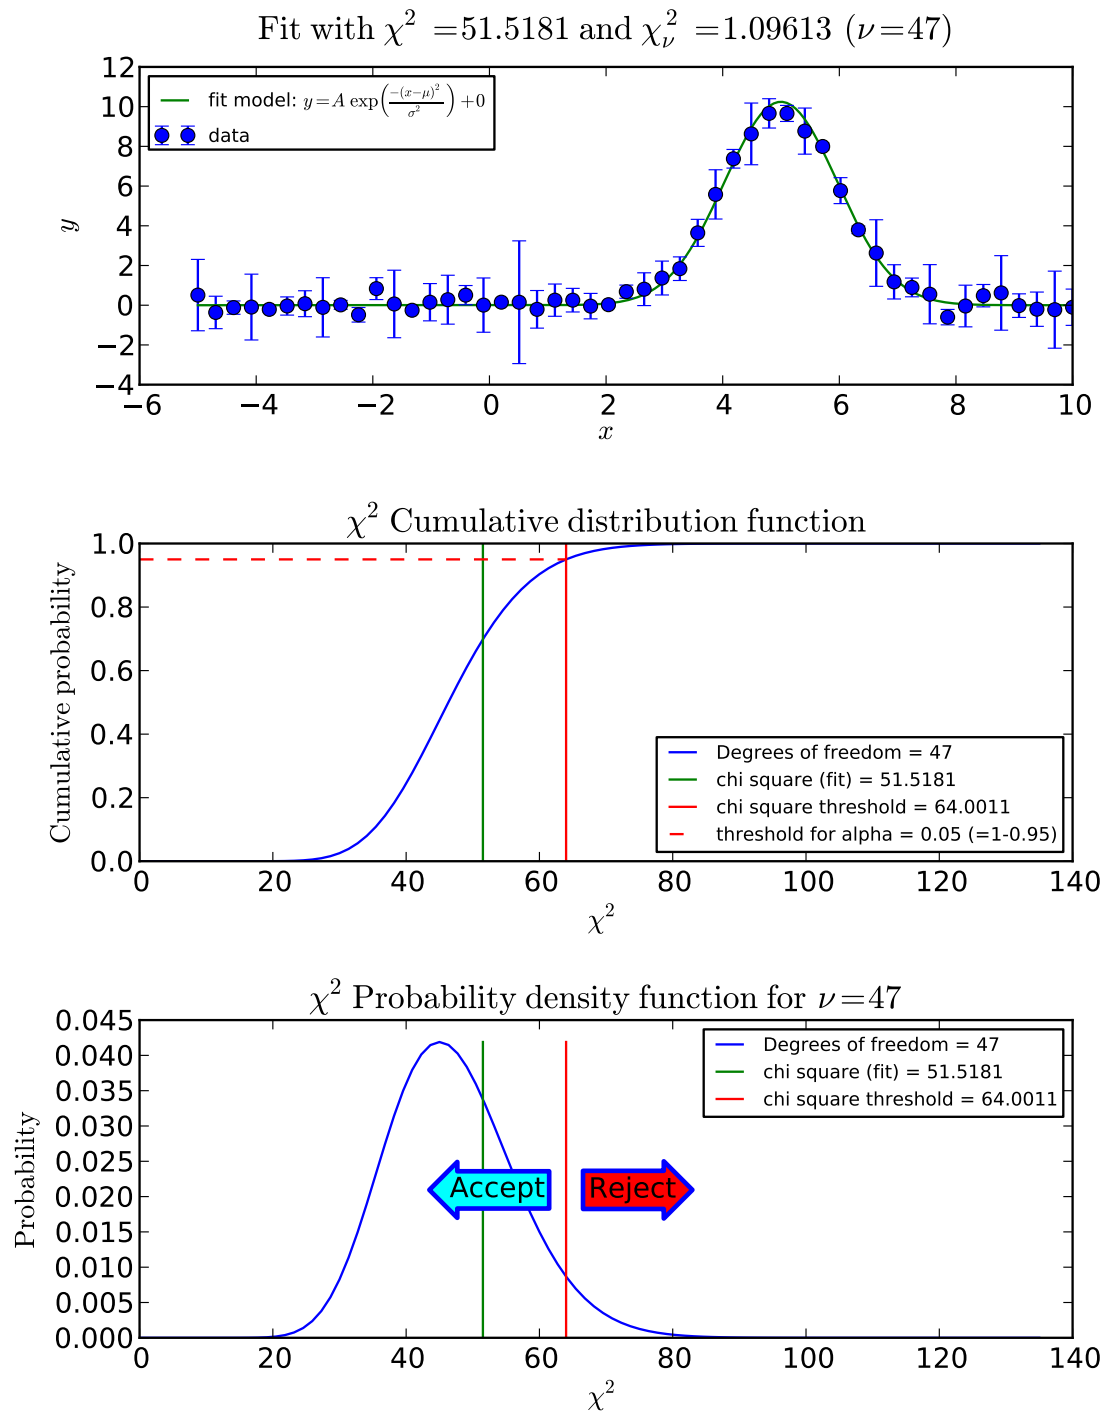 Fit with χ² =51.5181 and χ²ᵥ =1.09613 (ν=47)
12
10
8
6
4
2
0
−2
−4
y
fit model: y=A exp(−(x−μ)²/σ²)+0
data
−6 −4 −2 0 2 4 6 8 10
x
χ² Cumulative distribution function
1.0
0.8
0.6
0.4
0.2
0.0
Cumulative probability
Degrees of freedom = 47
chi square (fit) = 51.5181
chi square threshold = 64.0011
threshold for alpha = 0.05 (=1-0.95)
0 20 40 60 80 100 120 140
χ²
χ² Probability density function for ν=47
0.045
0.040
0.035
0.030
0.025
0.020
0.015
0.010
0.005
0.000
Probability
Degrees of freedom = 47
chi square (fit) = 51.5181
chi square threshold = 64.0011
Accept
Reject
0 20 40 60 80 100 120 140
χ²